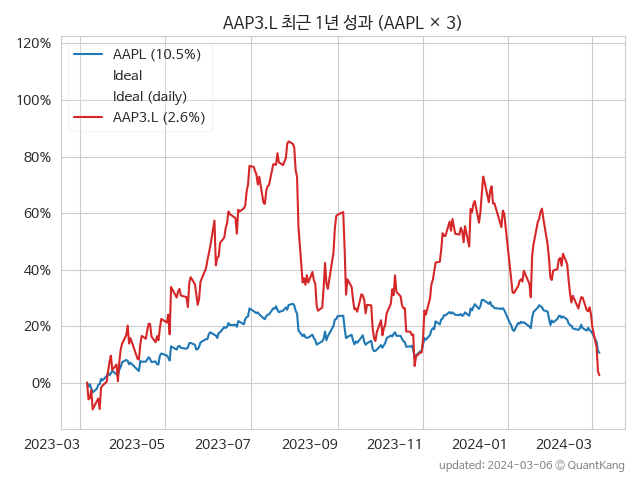 AAP3.L 최근 1년 성과 (AAPL × 3)
120%
100%
80%
60%
40%
20%
0%
AAPL (10.5%)
Ideal
Ideal (daily)
AAP3.L (2.6%)
2023-03
2023-05
2023-07
2023-09
2023-11
2024-01
2024-03
updated: 2024-03-06 © QuantKang